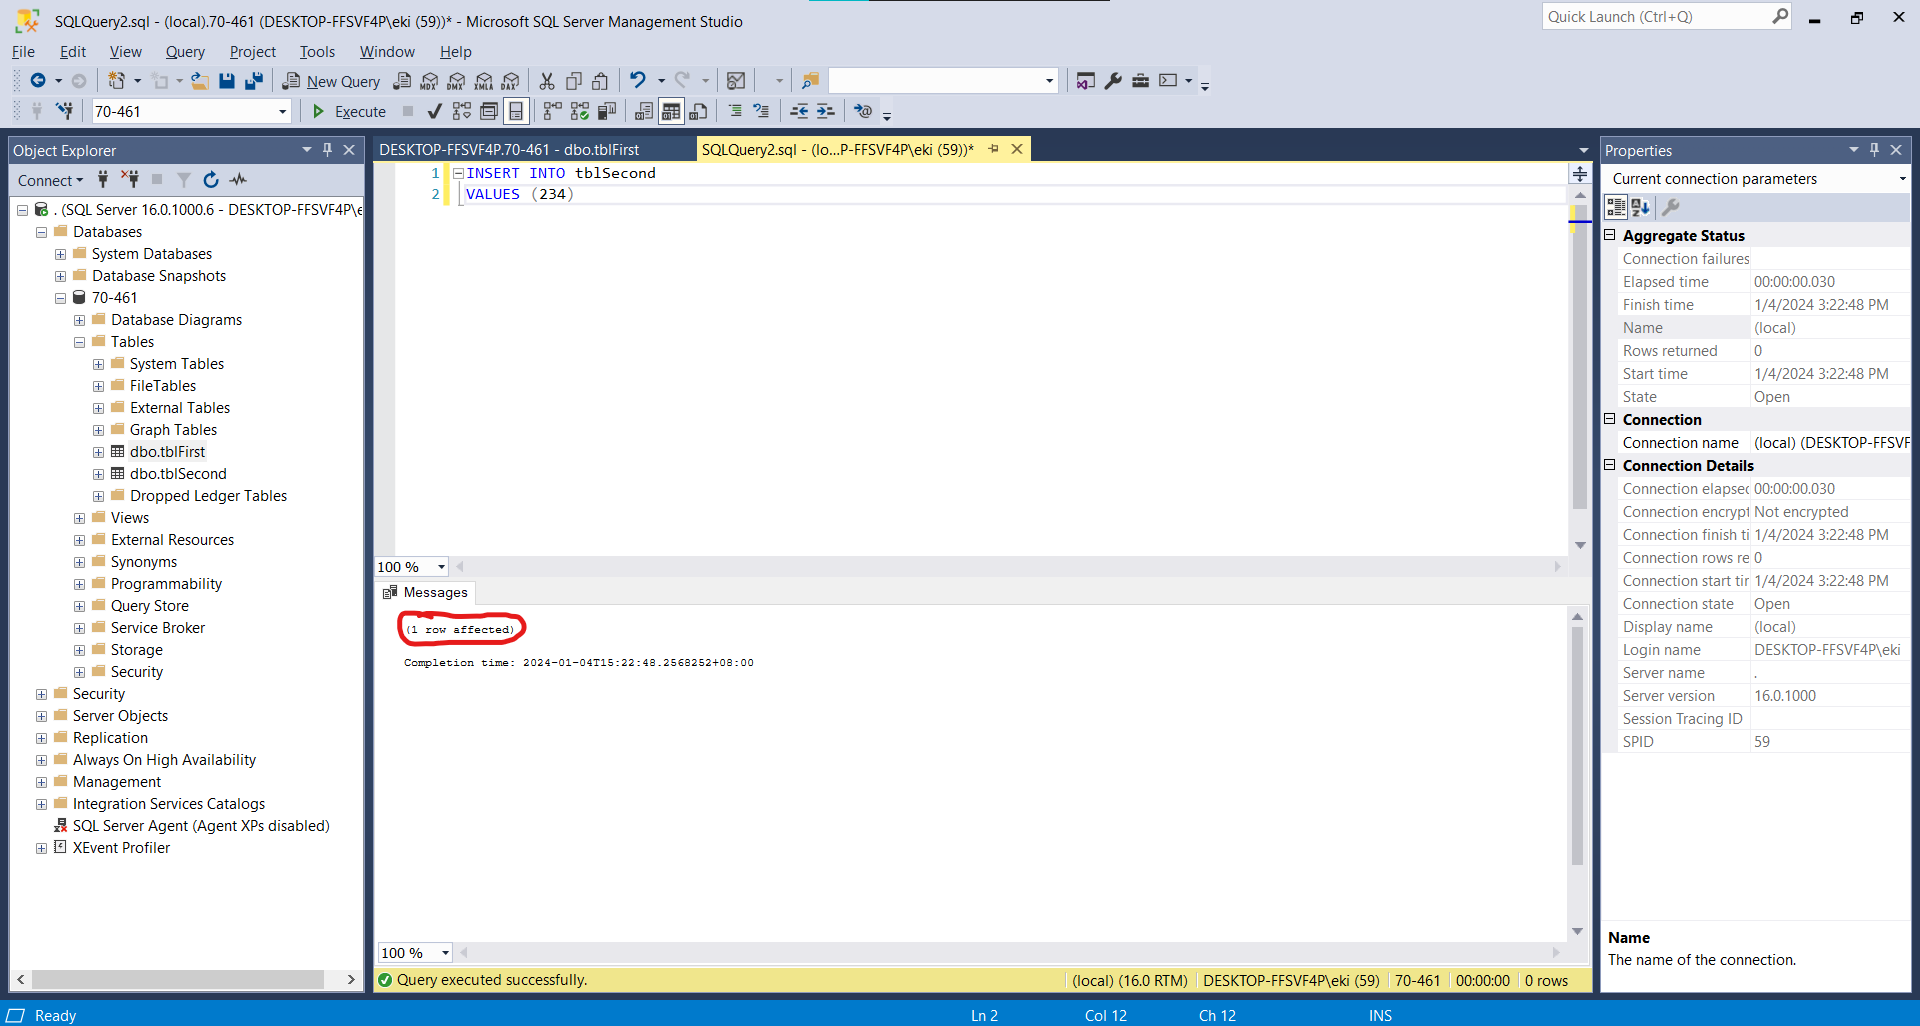 SQLQuery2.sql - (local).70-461 (DESKTOP-FFSVF4P\eki (59))* - Microsoft SQL Server Management Studio
Quick Launch (Ctrl+Q)
File Edit View Query Project Tools Window Help
New Query MDX DMX XMLA DAX
70-461 Execute
Object Explorer
Connect
. (SQL Server 16.0.1000.6 - DESKTOP-FFSVF4P\e
Databases
System Databases
Database Snapshots
70-461
Database Diagrams
Tables
System Tables
FileTables
External Tables
Graph Tables
dbo.tblFirst
dbo.tblSecond
Dropped Ledger Tables
Views
External Resources
Synonyms
Programmability
Query Store
Service Broker
Storage
Security
Security
Server Objects
Replication
Always On High Availability
Management
Integration Services Catalogs
SQL Server Agent (Agent XPs disabled)
XEvent Profiler
DESKTOP-FFSVF4P.70-461 - dbo.tblFirst
SQLQuery2.sql - (lo...P-FFSVF4P\eki (59))*
1 INSERT INTO tblSecond
2 VALUES (234)
100 %
Messages
(1 row affected)
Completion time: 2024-01-04T15:22:48.2568252+08:00
100 %
Query executed successfully.
(local) (16.0 RTM) DESKTOP-FFSVF4P\eki (59) 70-461 00:00:00 0 rows
Properties
Current connection parameters
Aggregate Status
Connection failures
Elapsed time 00:00:00.030
Finish time 1/4/2024 3:22:48 PM
Name (local)
Rows returned 0
Start time 1/4/2024 3:22:48 PM
State Open
Connection
Connection name (local) (DESKTOP-FFSVF
Connection Details
Connection elapsec 00:00:00.030
Connection encrypt Not encrypted
Connection finish ti 1/4/2024 3:22:48 PM
Connection rows re 0
Connection start tir 1/4/2024 3:22:48 PM
Connection state Open
Display name (local)
Login name DESKTOP-FFSVF4P\eki
Server name .
Server version 16.0.1000
Session Tracing ID
SPID 59
Name
The name of the connection.
Ready Ln 2 Col 12 Ch 12 INS